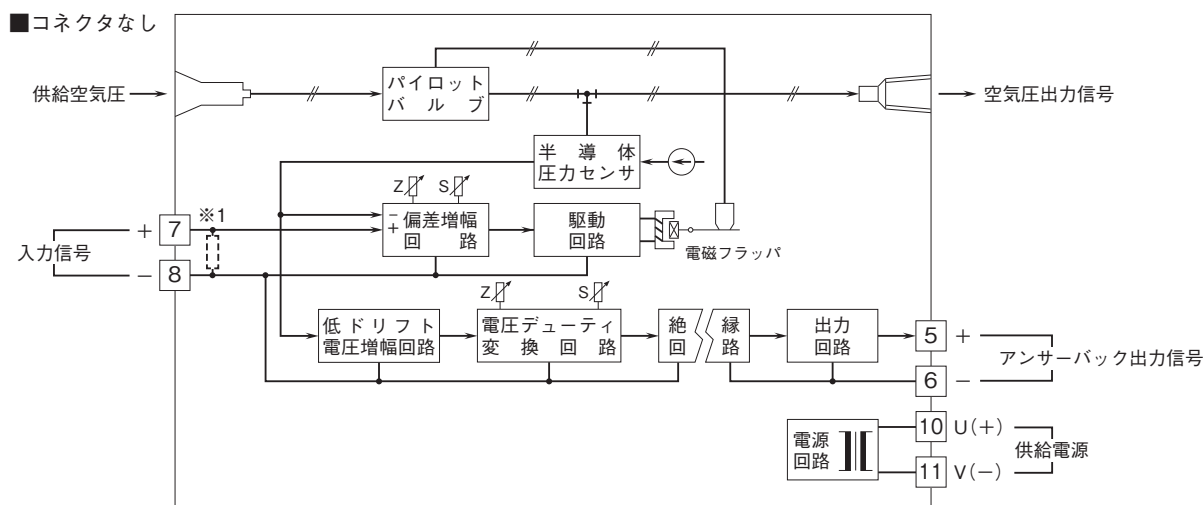 ■コネクタなし
供給空気圧
パイロット
バルブ
空気圧出力信号
半導体
圧力センサ
Z
S
※1
入力信号
+ 7
− 8
−
+
偏差増幅
回路
駆動
回路
電磁フラッパ
Z
S
低ドリフト
電圧増幅回路
電圧デューティ
変換回路
絶縁
回路
出力
回路
5 +
6 −
アンサーバック出力信号
電源
回路
10 U(+)
11 V(−)
供給電源